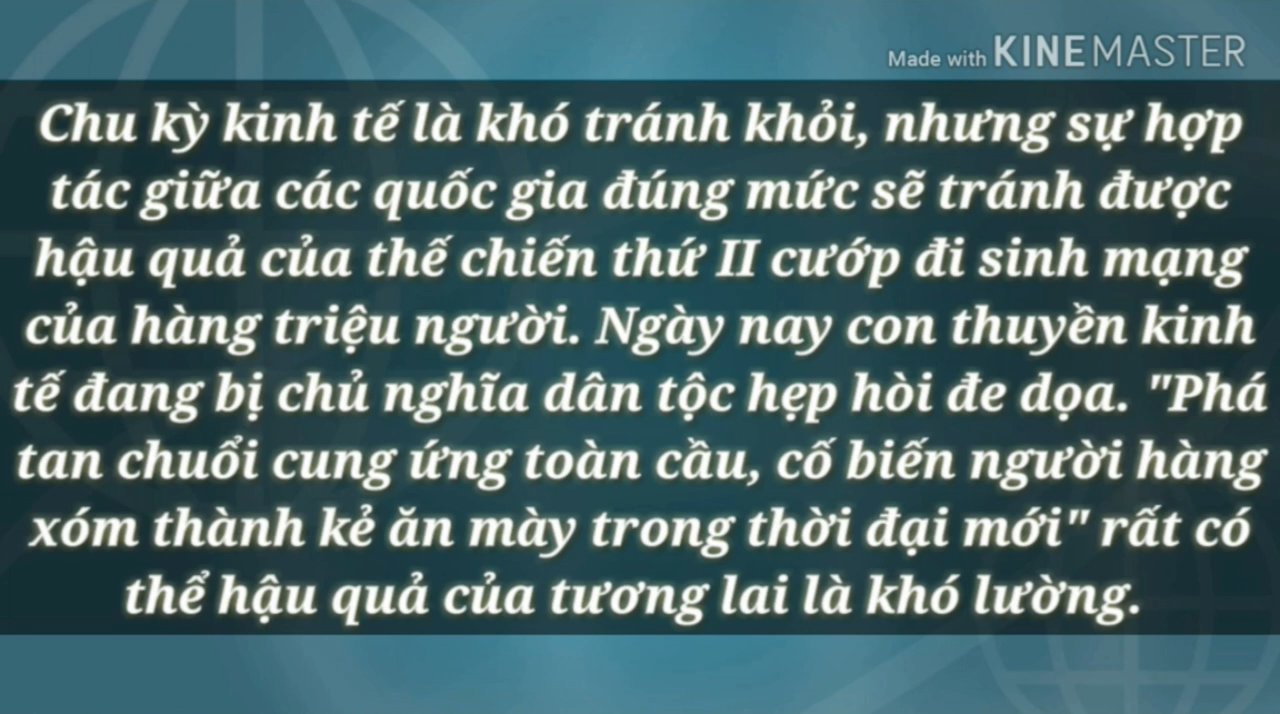 Made with KINEMASTER
Chu kỳ kinh tế là khó tránh khỏi, nhưng sự hợp
tác giữa các quốc gia đúng mức sẽ tránh được
hậu quả của thế chiến thứ II cướp đi sinh mạng
của hàng triệu người. Ngày nay con thuyền kinh
tế đang bị chủ nghĩa dân tộc hẹp hòi đe dọa. "Phá
tan chuổi cung ứng toàn cầu, cố biến người hàng
xóm thành kẻ ăn mày trong thời đại mới" rất có
thể hậu quả của tương lai là khó lường.